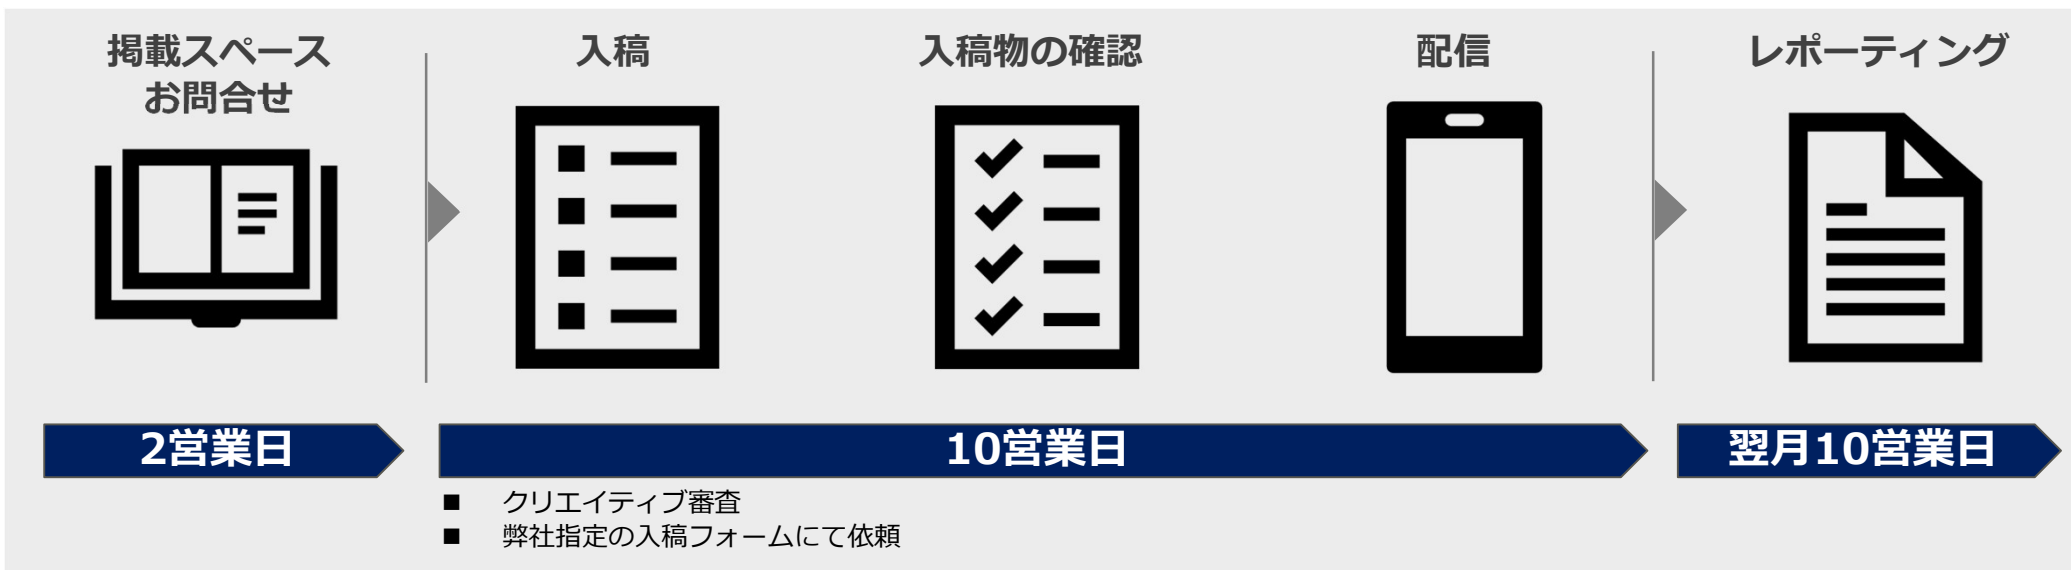 掲載スペース
お問合せ
入稿
入稿物の確認
配信
レポーティング
2営業日
10営業日
翌月10営業日
■ クリエイティブ審査
■ 弊社指定の入稿フォームにて依頼